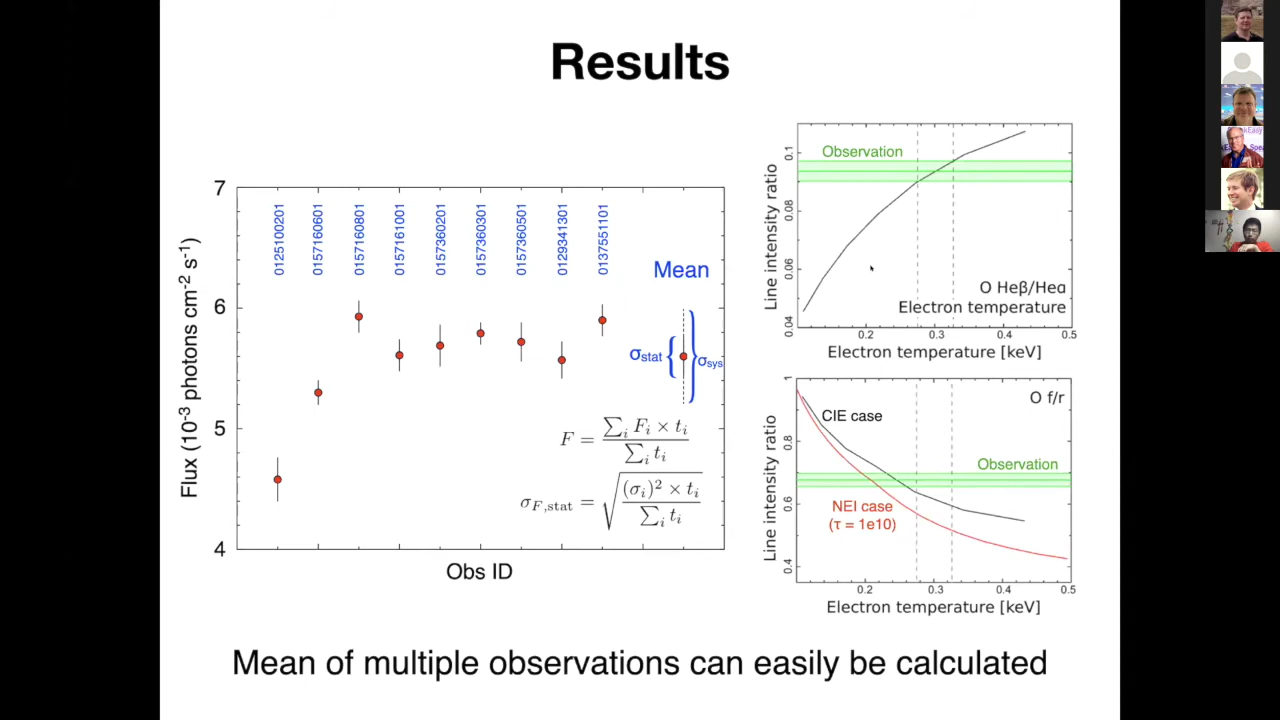 Results
7
6
5
4
Flux (10-3 photons cm-2 s-1)
0125100201
0157160601
0157160801
0157161001
0157360201
0157360301
0157360501
0129341301
0137551101
Mean
σstat
σsys
F = ∑i Fi × ti / ∑i ti
σF,stat = √(σi)2 × ti / ∑i ti
Obs ID
Line intensity ratio
0.1
0.08
0.06
0.04
Observation
O Heβ/Heα
Electron temperature
0.2
0.3
0.4
0.5
Electron temperature [keV]
Line intensity ratio
1
0.8
0.6
0.4
O f/r
CIE case
Observation
NEI case
(τ = 1e10)
0.2
0.3
0.4
0.5
Electron temperature [keV]
Mean of multiple observations can easily be calculated